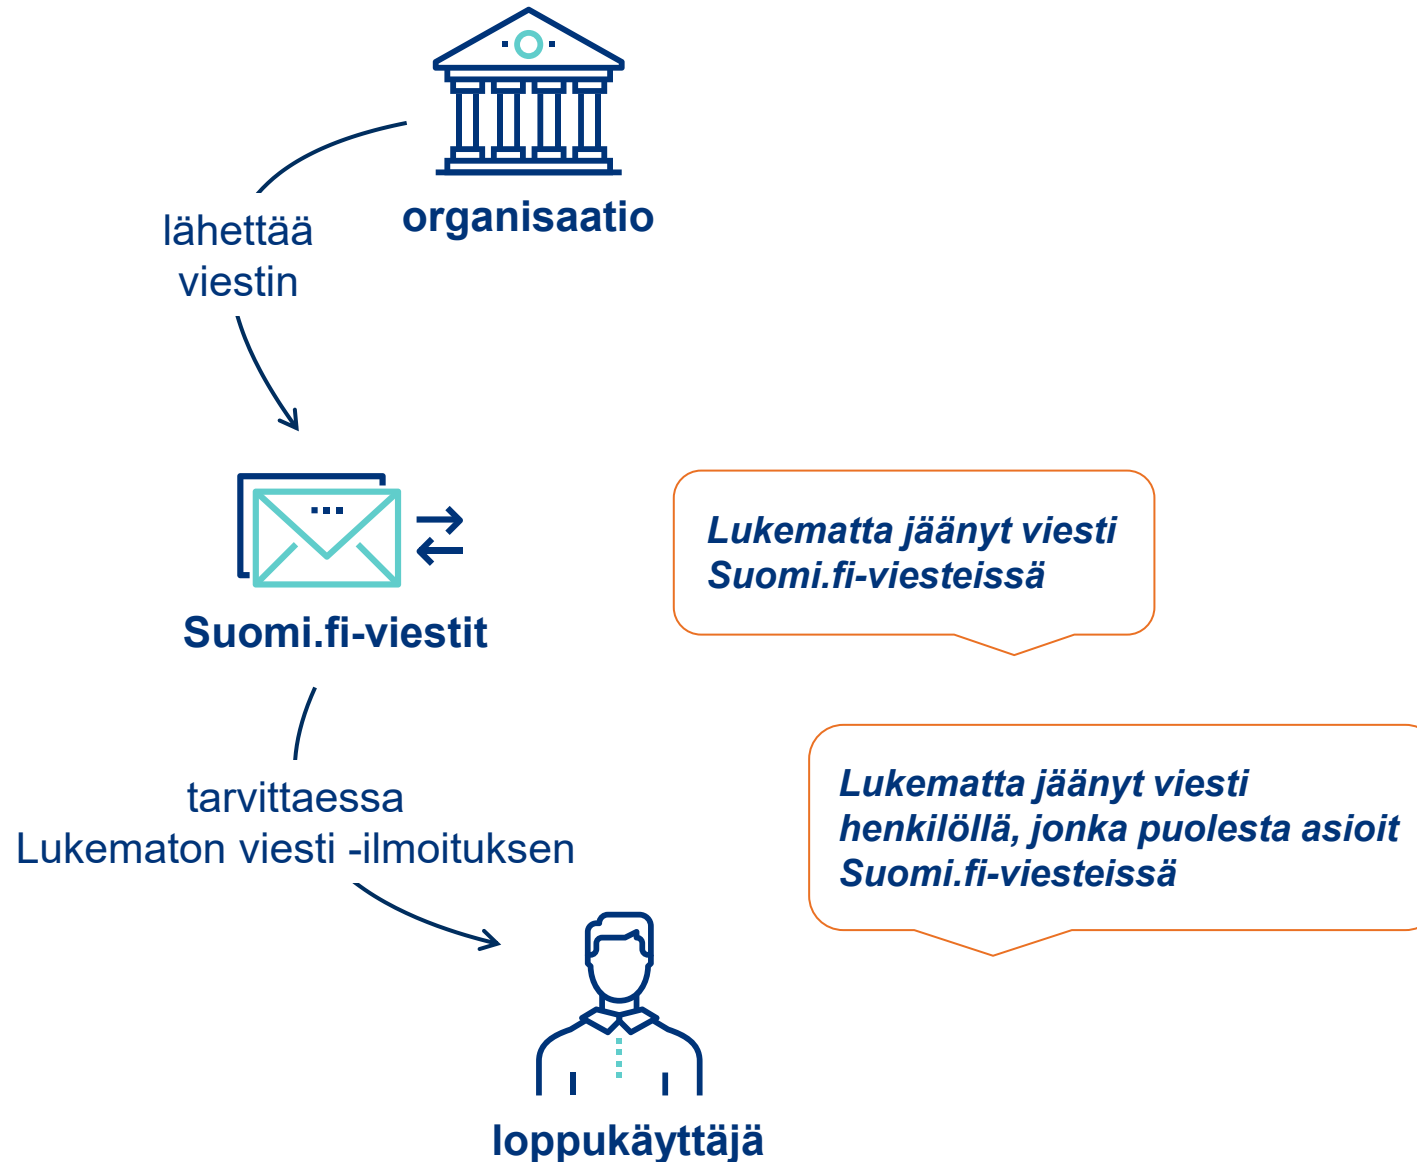 organisaatio
lähettää
viestin
Suomi.fi-viestit
Lukematta jäänyt viesti
Suomi.fi-viesteissä
tarvittaessa
Lukematon viesti -ilmoituksen
Lukematta jäänyt viesti
henkilöllä, jonka puolesta asioit
Suomi.fi-viesteissä
loppukäyttäjä